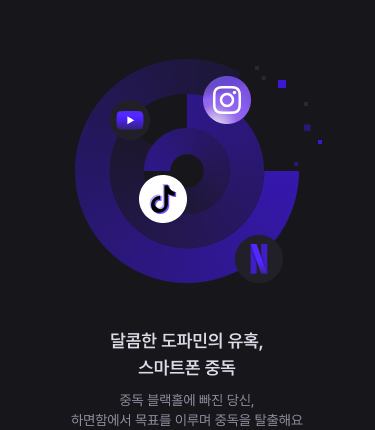 달콤한 도파민의 유혹,
스마트폰 중독
중독 블랙홀에 빠진 당신,
하면함에서 목표를 이루며 중독을 탈출해요